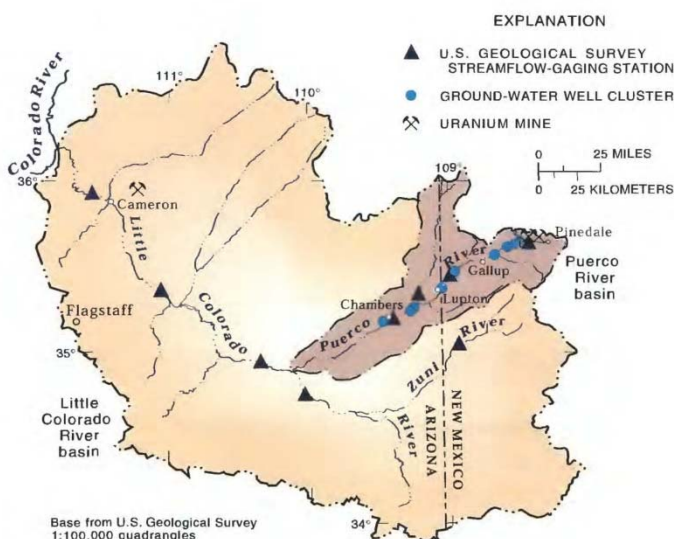 EXPLANATION
U.S. GEOLOGICAL SURVEY
STREAMFLOW-GAGING STATION
GROUND-WATER WELL CLUSTER
URANIUM MINE
0 25 MILES
0 25 KILOMETERS
Colorado River
111°
110°
109°
36°
Cameron
Little
Colorado
River
Pinedale
River
Gallup
Puerco
River
basin
Chambers
Lupton
Puerco
Flagstaff
35°
Zuni River
Little
Colorado
River
basin
ARIZONA
NEW MEXICO
34°
Base from U.S. Geological Survey
1:100,000 quadrangles